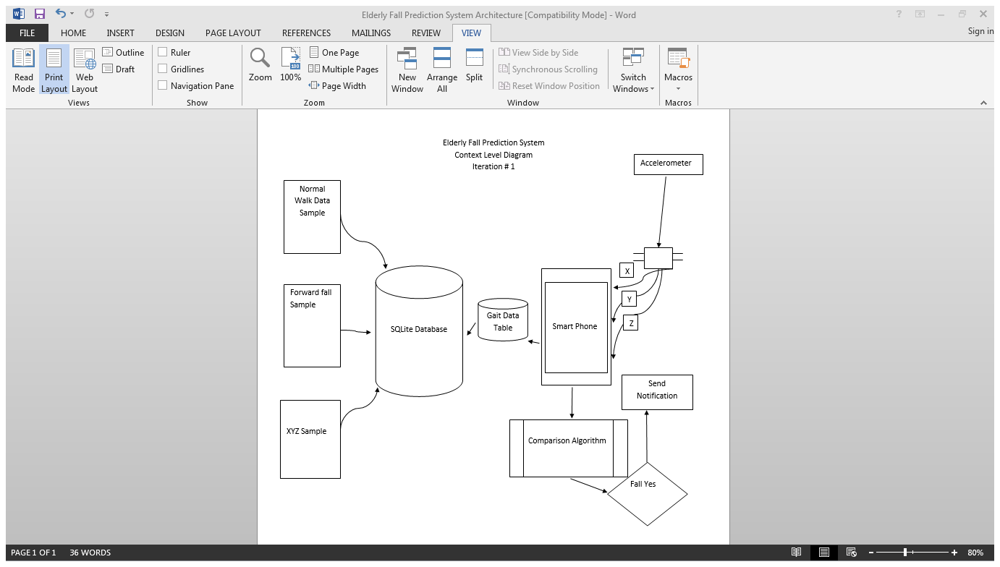 Elderly Fall Prediction System Architecture [Compatibility Mode] - Word
?
FILE HOME INSERT DESIGN PAGE LAYOUT REFERENCES MAILINGS REVIEW VIEW
Sign in
Read
Mode
Print
Layout
Web
Layout
Outline
Draft
Views
Ruler
Gridlines
Navigation Pane
Show
Zoom
100
100%
One Page
Multiple Pages
Page Width
Zoom
New
Window
Arrange
All
Split
View Side by Side
Synchronous Scrolling
Reset Window Position
Switch
Windows
Window
Macros
Macros
Elderly Fall Prediction System
Context Level Diagram
Iteration # 1
Accelerometer
Normal
Walk Data
Sample
X
Y
Z
Forward fall
Sample
SQLite Database
Gait Data
Table
Smart Phone
Send
Notification
XYZ Sample
Comparison Algorithm
Fall Yes
PAGE 1 OF 1 36 WORDS
80%